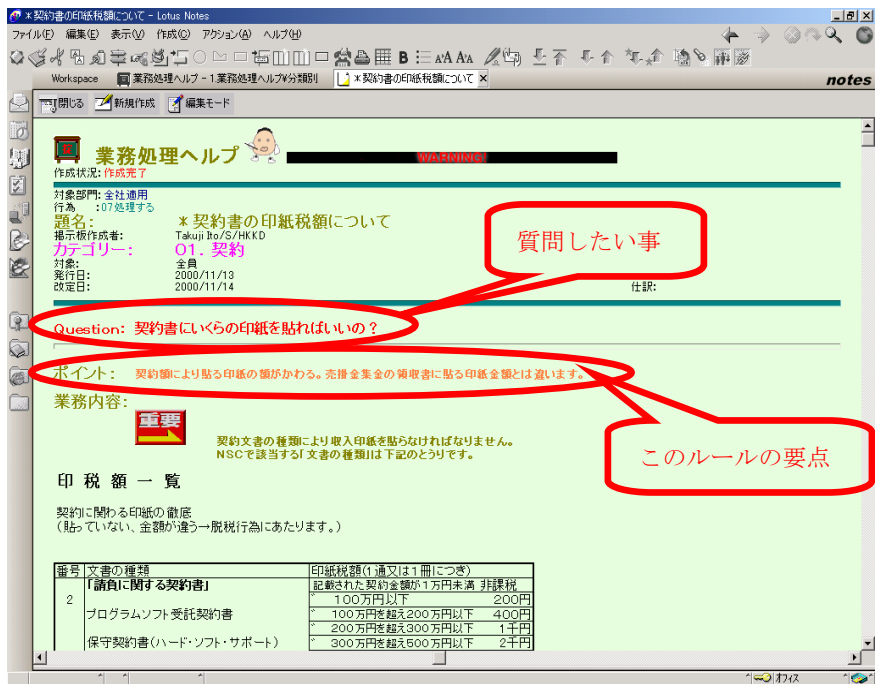 *契約書の印紙税額について - Lotus Notes
ファイル(F) 編集(E) 表示(V) 作成(C) アクション(A) ヘルプ(H)
Workspace 業務処理ヘルプ - 1.業務処理ヘルプ¥分類別 *契約書の印紙税額について
notes
閉じる 新規作成 編集モード
業務処理ヘルプ
WARNING!
作成状況:作成完了
対象部門:全社適用
行為 :07処理する
題名: *契約書の印紙税額について
掲示板作成者: Takuji Ito/S/HKKD
カテゴリー: 01.契約
対象: 全員
発行日: 2000/11/13
改定日: 2000/11/14 仕訳:
質問したい事
Question: 契約書にいくらの印紙を貼ればいいの?
ポイント: 契約額により貼る印紙の額がかわる。売掛金集金の領収書に貼る印紙金額とは違います。
このルールの要点
業務内容:
重要
契約文書の種類により収入印紙を貼らなければなりません。
NSCで該当する「文書の種類」は下記のとうりです。
印 税 額 一 覧
契約に関わる印紙の徹底
(貼っていない、金額が違う→脱税行為にあたります。)
番号 文書の種類 印紙税額(1通又は1冊につき)
「請負に関する契約書」 記載された契約金額が1万円未満 非課税
2 〃 100万円以下 200円
プログラムソフト受託契約書 〃 100万円を超え200万円以下 400円
〃 200万円を超え300万円以下 1千円
保守契約書(ハード・ソフト・サポート) 〃 300万円を超え500万円以下 2千円
オフィス